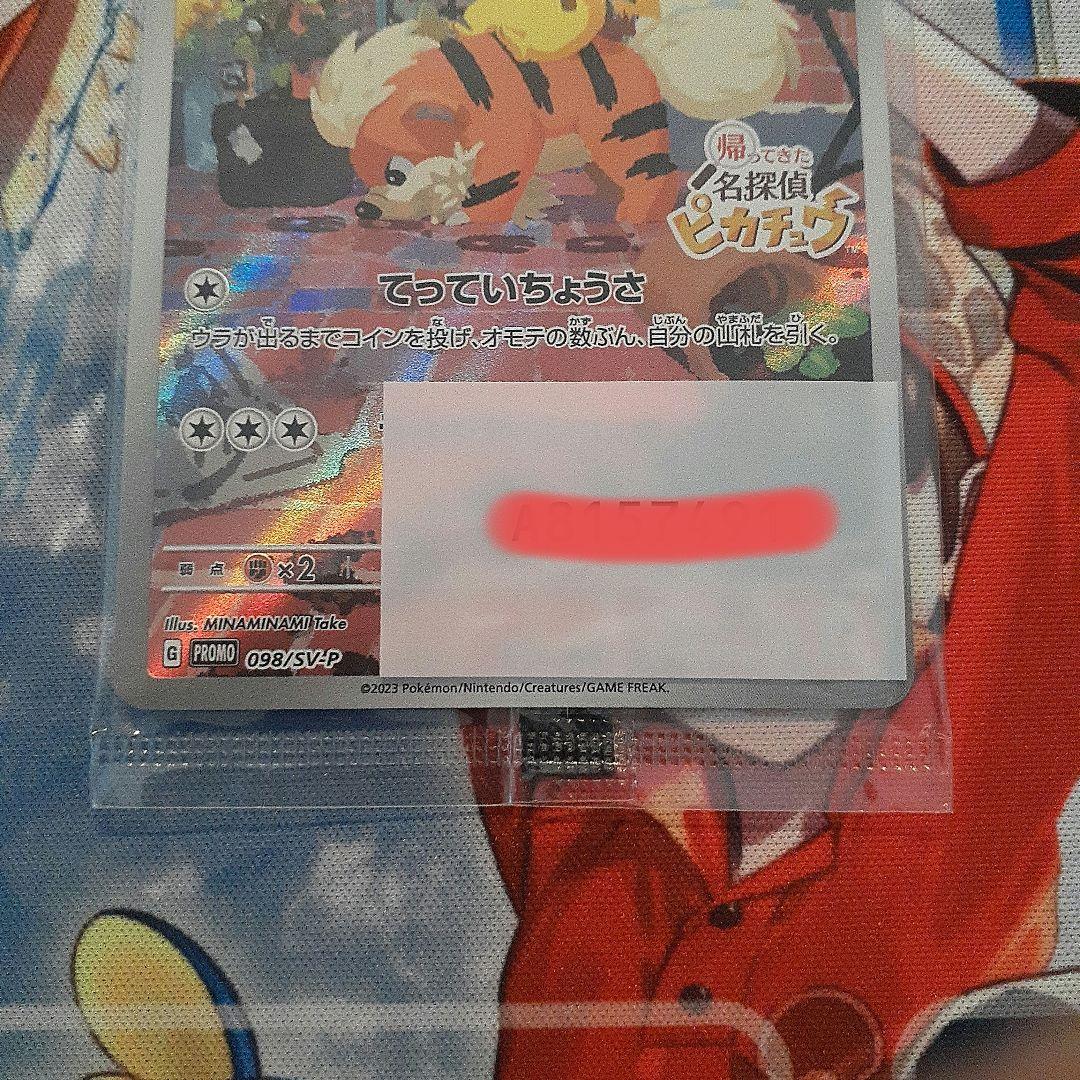 帰ってきた
名探偵
ピカチュウ
てっていちょうさ
ウラが出るまでコインを投げ、オモテの数ぶん、自分の山札を引く。
弱点 ×2
Illus. MINAMINAMI Take
G PROMO 098/SV-P
©2023 Pokémon/Nintendo/Creatures/GAME FREAK.